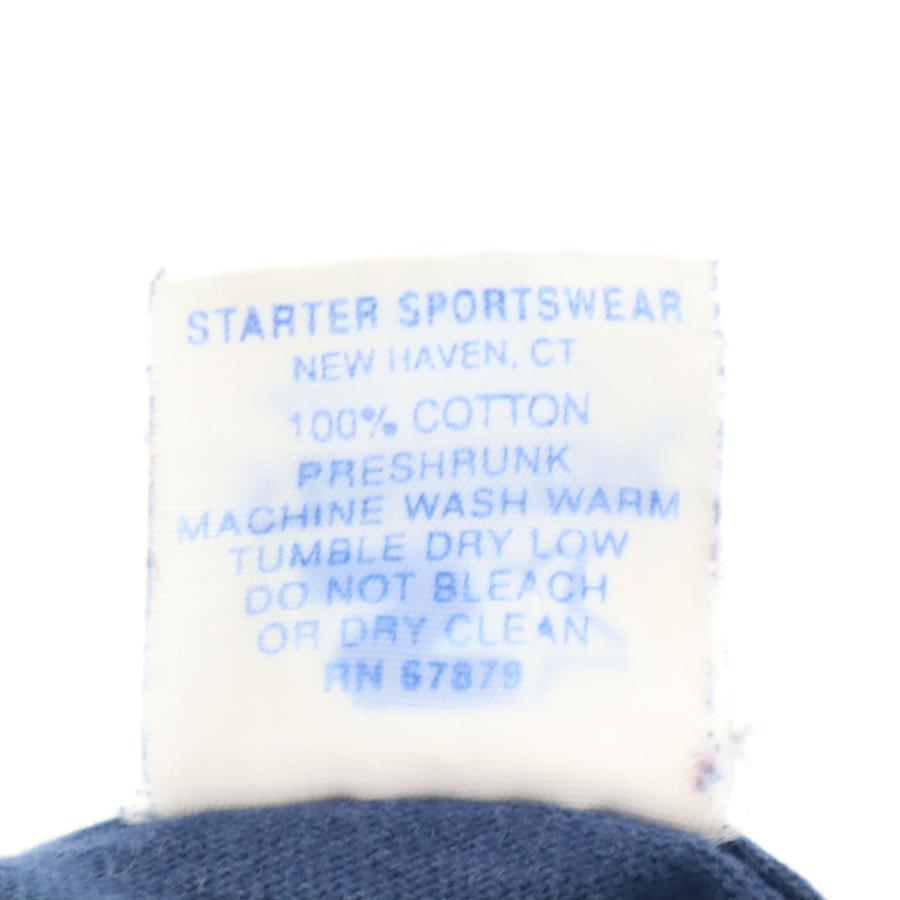 STARTER SPORTSWEAR
NEW HAVEN, CT.
100% COTTON
PRESHRUNK
MACHINE WASH WARM
TUMBLE DRY LOW
DO NOT BLEACH
OR DRY CLEAN
RN 67879